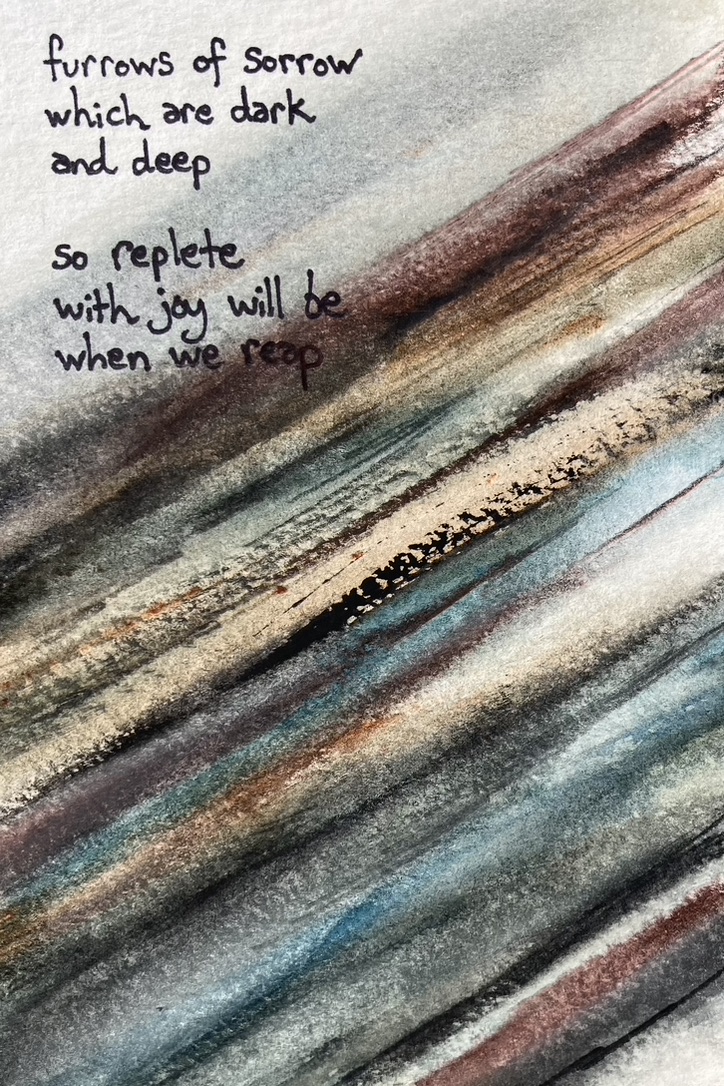 furrows of sorrow
which are dark
and deep
so replete
with joy will be
when we reap